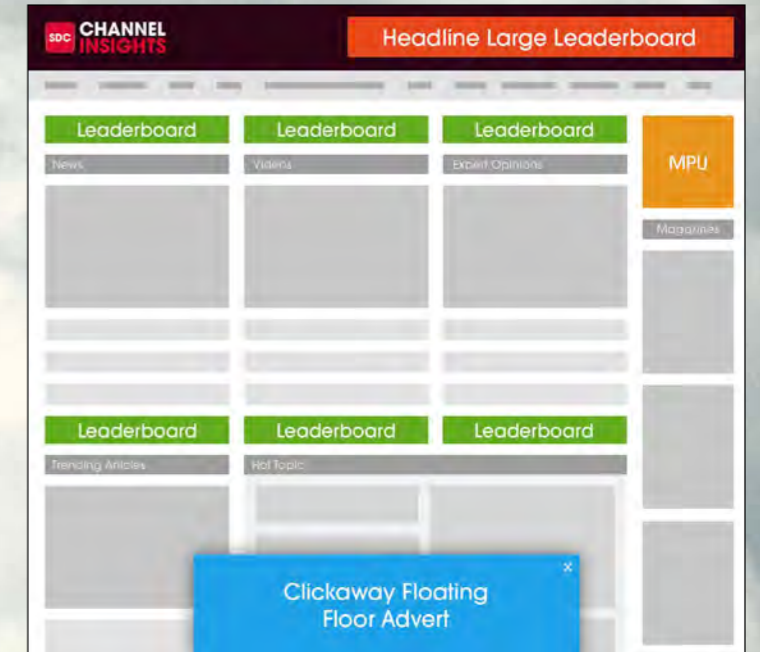 SDC CHANNEL
INSIGHTS
Headline Large Leaderboard
Leaderboard
Leaderboard
Leaderboard
News
Videos
Expert Opinions
MPU
Magazines
Leaderboard
Leaderboard
Leaderboard
Trending Articles
Hot Topic
x
Clickaway Floating
Floor Advert